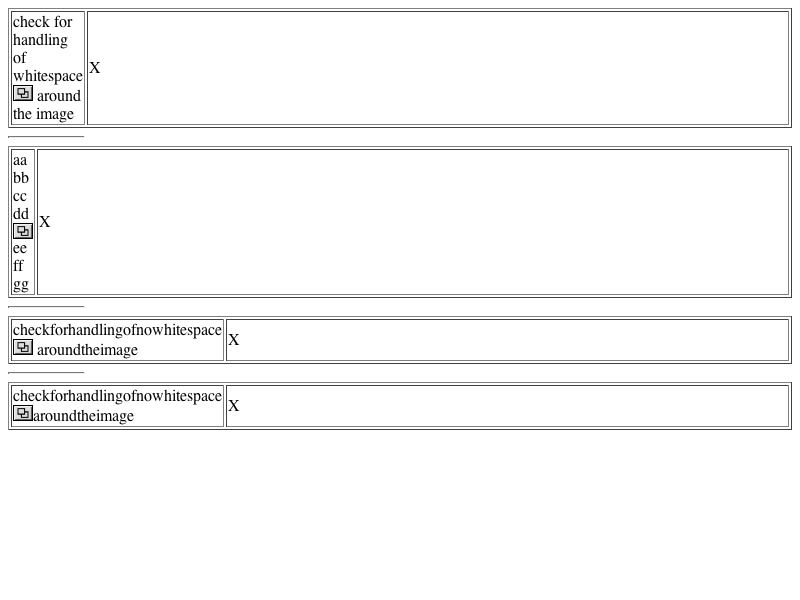 check for
handling
of
whitespace
around
the image
X
aa
bb
cc
dd
ee
ff
gg
X
checkforhandlingofnowhitespace
aroundtheimage
X
checkforhandlingofnowhitespace
aroundtheimage
X